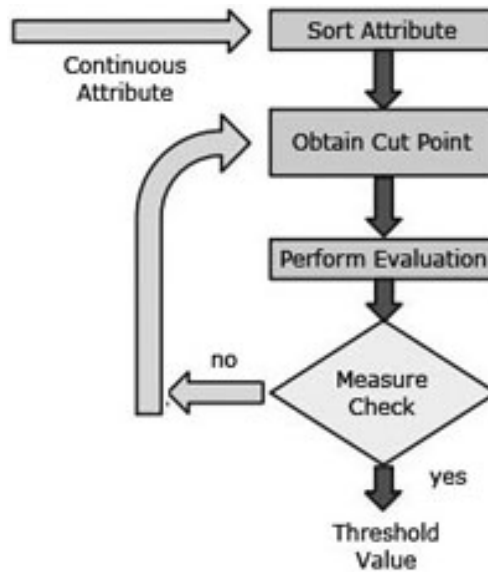 Sort Attribute
Continuous
Attribute
Obtain Cut Point
Perform Evaluation
no
Measure
Check
yes
Threshold
Value